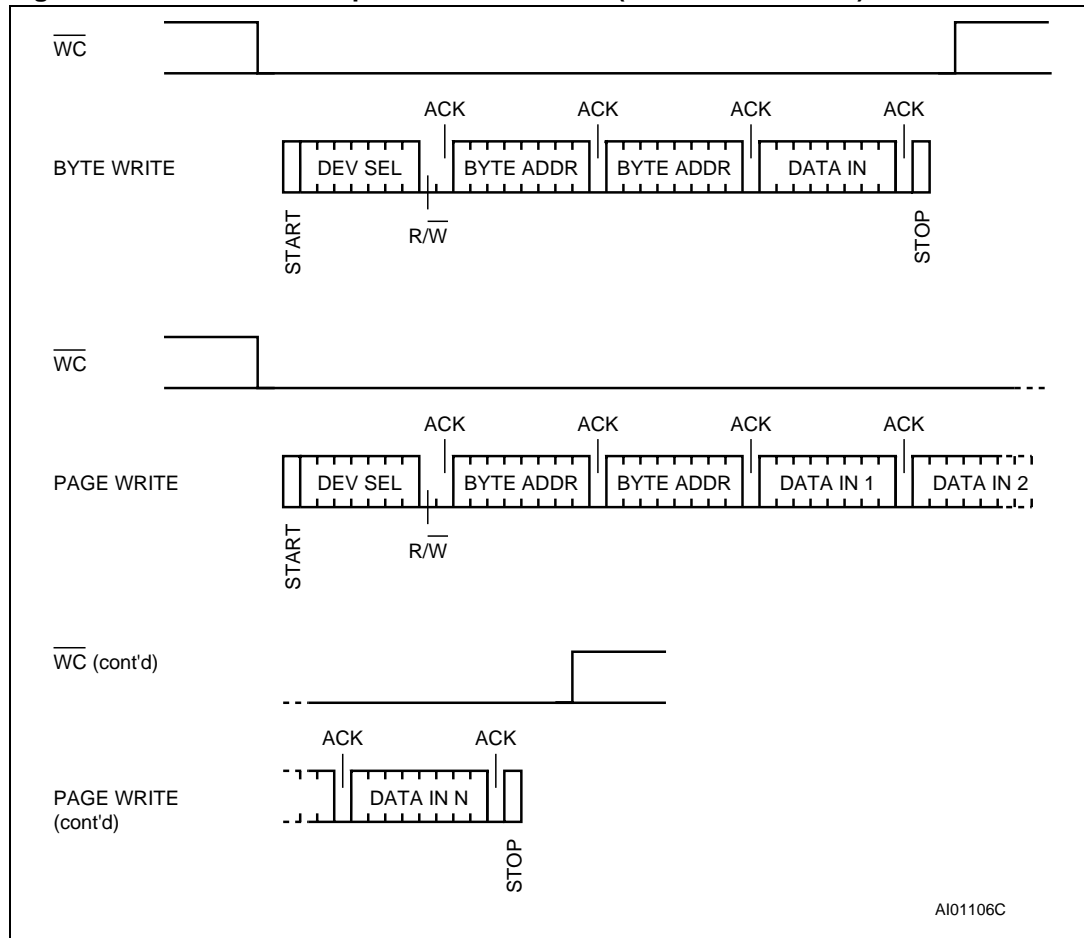 WC
ACK ACK ACK ACK
BYTE WRITE DEV SEL BYTE ADDR BYTE ADDR DATA IN
R/W
START STOP
WC
ACK ACK ACK ACK
PAGE WRITE DEV SEL BYTE ADDR BYTE ADDR DATA IN 1 DATA IN 2
R/W
START
WC (cont'd)
ACK ACK
PAGE WRITE DATA IN N
(cont'd)
STOP
AI01106C